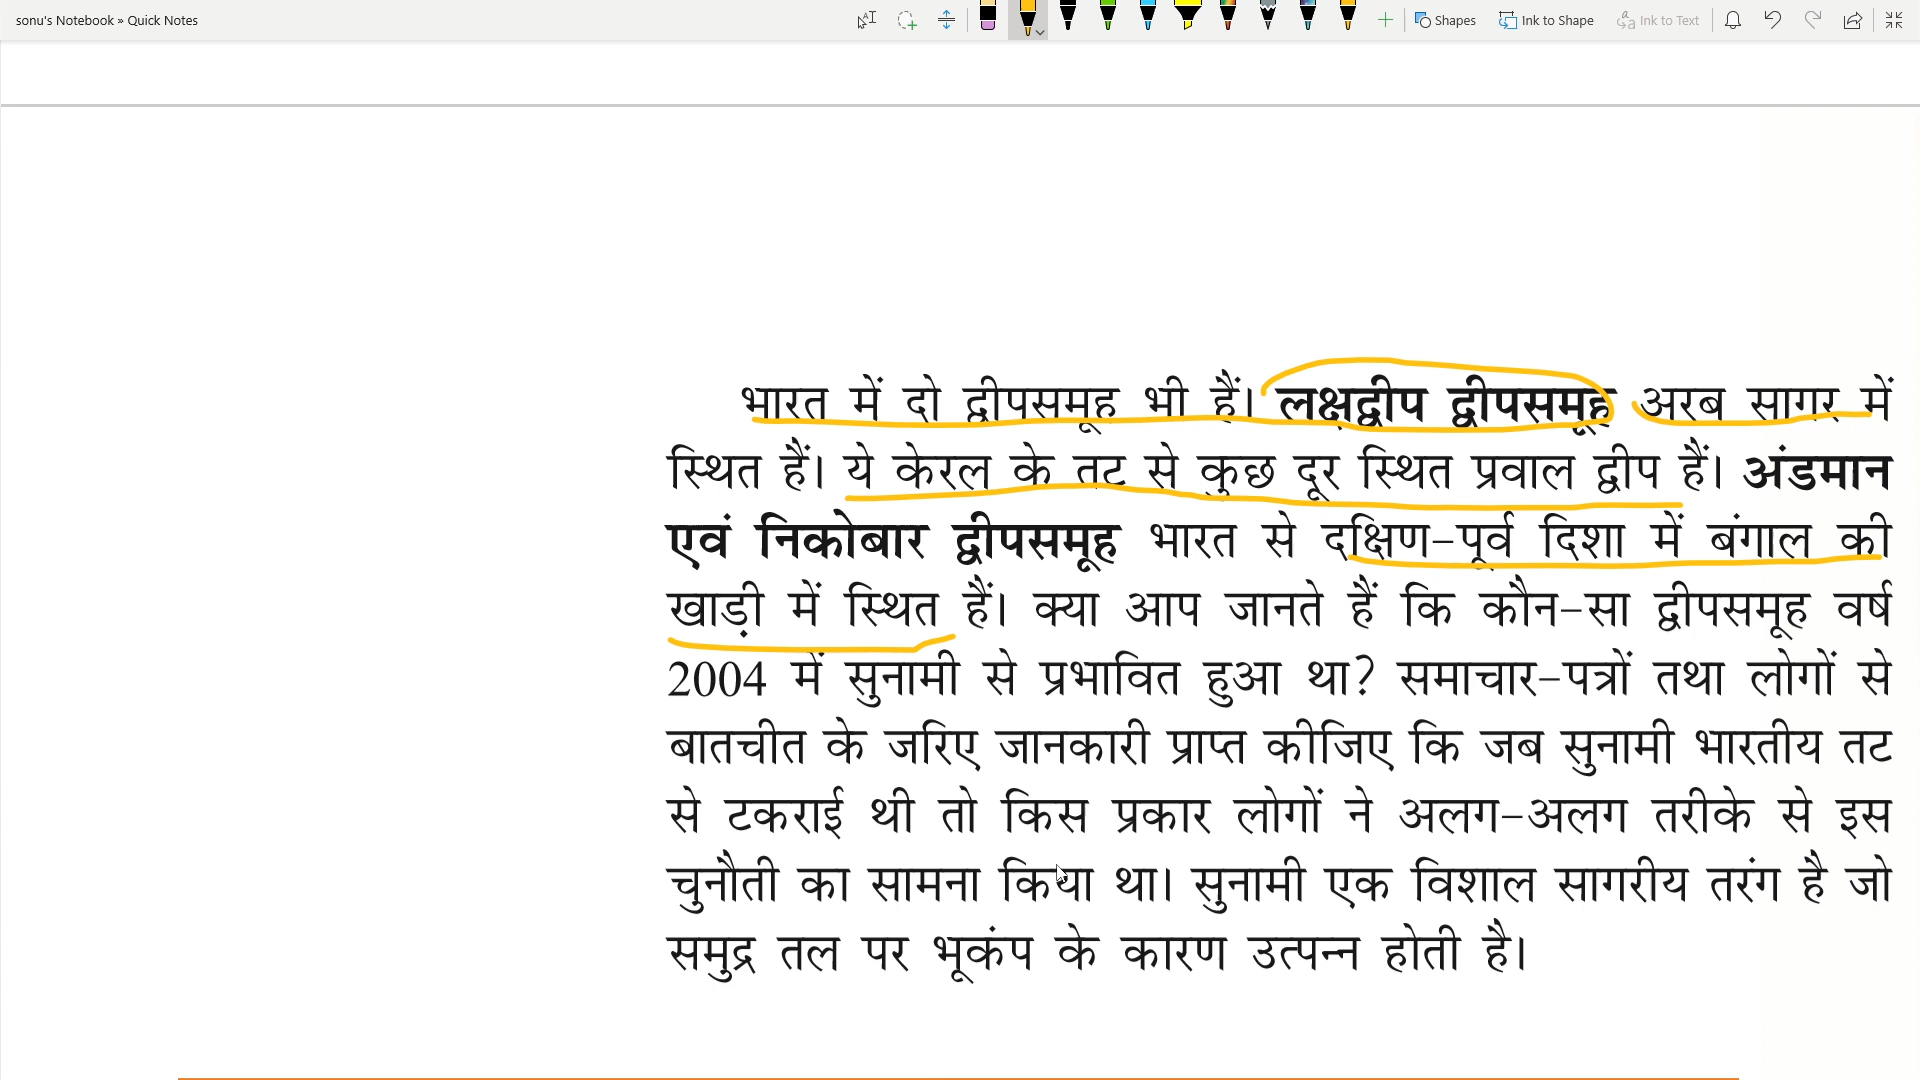 sonu's Notebook » Quick Notes
Shapes
Ink to Shape
Ink to Text
भारत में दो द्वीपसमूह भी हैं। लक्षद्वीप द्वीपसमूह अरब सागर में
स्थित हैं। ये केरल के तट से कुछ दूर स्थित प्रवाल द्वीप हैं। अंडमान
एवं निकोबार द्वीपसमूह भारत से दक्षिण-पूर्व दिशा में बंगाल की
खाड़ी में स्थित हैं। क्या आप जानते हैं कि कौन-सा द्वीपसमूह वर्ष
2004 में सुनामी से प्रभावित हुआ था? समाचार-पत्रों तथा लोगों से
बातचीत के जरिए जानकारी प्राप्त कीजिए कि जब सुनामी भारतीय तट
से टकराई थी तो किस प्रकार लोगों ने अलग-अलग तरीके से इस
चुनौती का सामना किया था। सुनामी एक विशाल सागरीय तरंग है जो
समुद्र तल पर भूकंप के कारण उत्पन्न होती है।